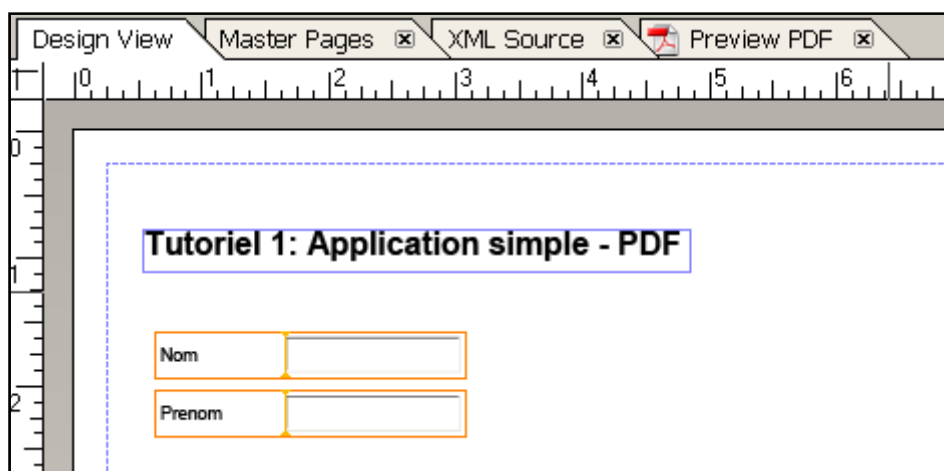 Design View Master Pages XML Source Preview PDF
0 1 2 3 4 5 6
0
Tutoriel 1: Application simple - PDF
1
Nom
Prenom
2